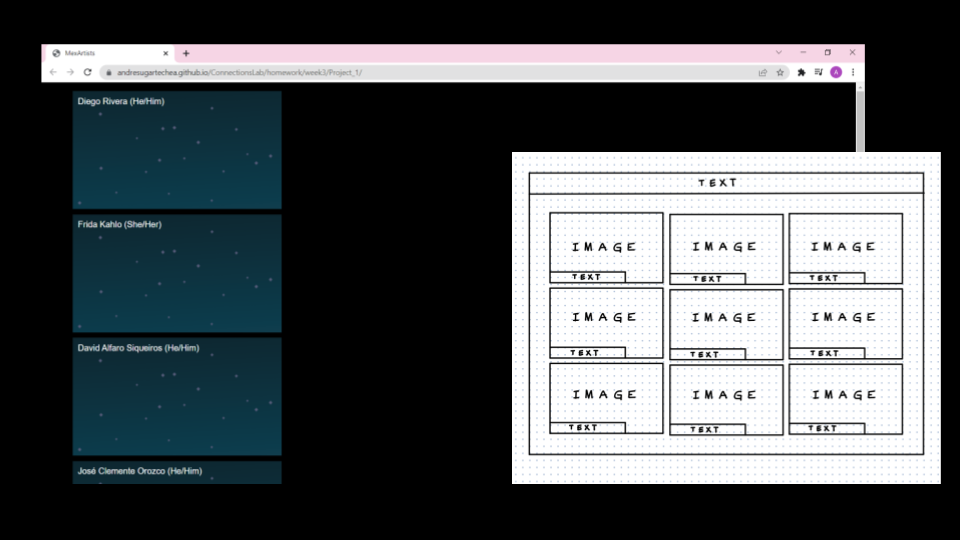 MexArtists
andresugartechea.github.io/ConnectionsLab/homework/week3/Project_1/
A
Diego Rivera (He/Him)
Frida Kahlo (She/Her)
David Alfaro Siqueiros (He/Him)
José Clemente Orozco (He/Him)
TEXT
IMAGE IMAGE IMAGE
TEXT TEXT TEXT
IMAGE IMAGE IMAGE
TEXT TEXT TEXT
IMAGE IMAGE IMAGE
TEXT TEXT TEXT